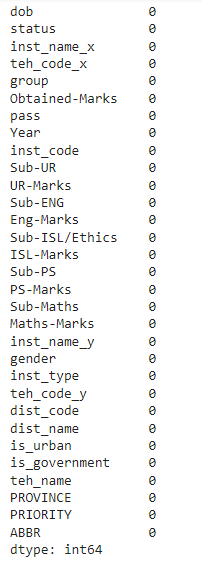 dob 0
status 0
inst_name_x 0
teh_code_x 0
group 0
Obtained-Marks 0
pass 0
Year 0
inst_code 0
Sub-UR 0
UR-Marks 0
Sub-ENG 0
Eng-Marks 0
Sub-ISL/Ethics 0
ISL-Marks 0
Sub-PS 0
PS-Marks 0
Sub-Maths 0
Maths-Marks 0
inst_name_y 0
gender 0
inst_type 0
teh_code_y 0
dist_code 0
dist_name 0
is_urban 0
is_government 0
teh_name 0
PROVINCE 0
PRIORITY 0
ABBR 0
dtype: int64